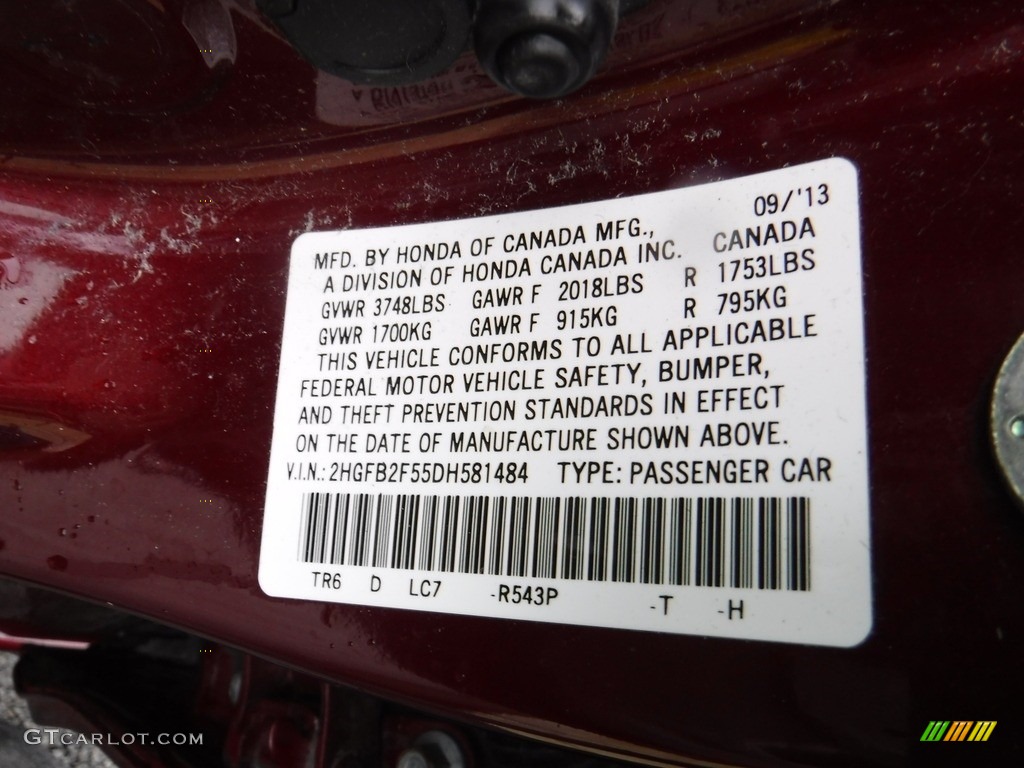 09/'13
MFD. BY HONDA OF CANADA MFG.,
A DIVISION OF HONDA CANADA INC. CANADA
GVWR 3748LBS GAWR F 2018LBS R 1753LBS
GVWR 1700KG GAWR F 915KG R 795KG
THIS VEHICLE CONFORMS TO ALL APPLICABLE
FEDERAL MOTOR VEHICLE SAFETY, BUMPER,
AND THEFT PREVENTION STANDARDS IN EFFECT
ON THE DATE OF MANUFACTURE SHOWN ABOVE.
V.I.N.: 2HGFB2F55DH581484 TYPE: PASSENGER CAR
TR6 D LC7 -R543P -T -H
GTCARLOT.COM